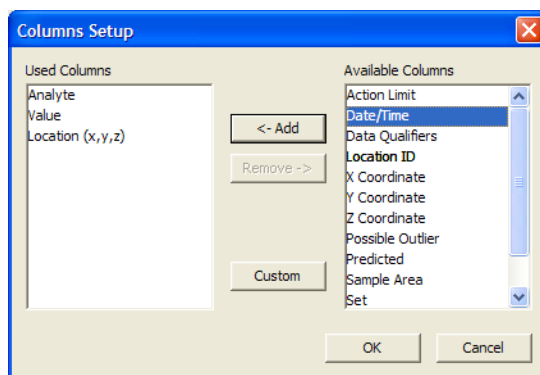 Columns Setup
Used Columns
Analyte
Value
Location (x,y,z)
<- Add
Remove ->
Custom
Available Columns
Action Limit
Date/Time
Data Qualifiers
Location ID
X Coordinate
Y Coordinate
Z Coordinate
Possible Outlier
Predicted
Sample Area
Set
OK
Cancel